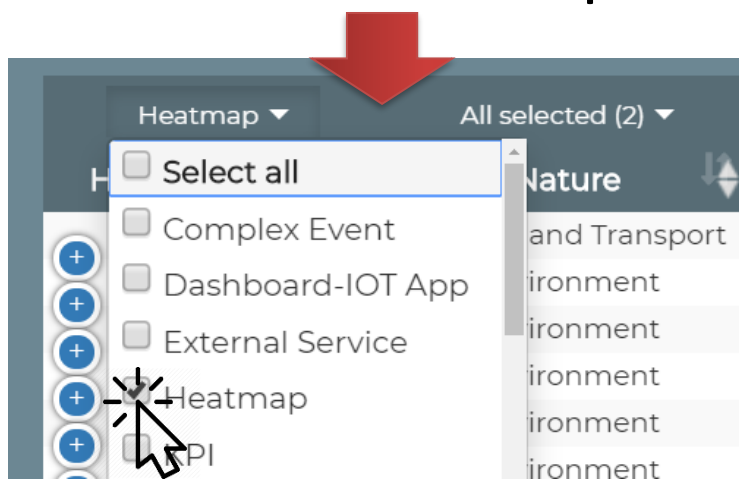 Heatmap All selected (2)
H Nature
Select all
Complex Event
and Transport
Dashboard-IOT App
ironment
External Service
ironment
Heatmap
ironment
KPI
ironment
ironment